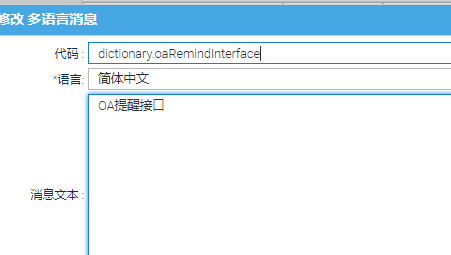 修改 多语言消息
代码 : dictionary.oaRemindInterface
*语言: 简体中文
OA提醒接口
消息文本 :